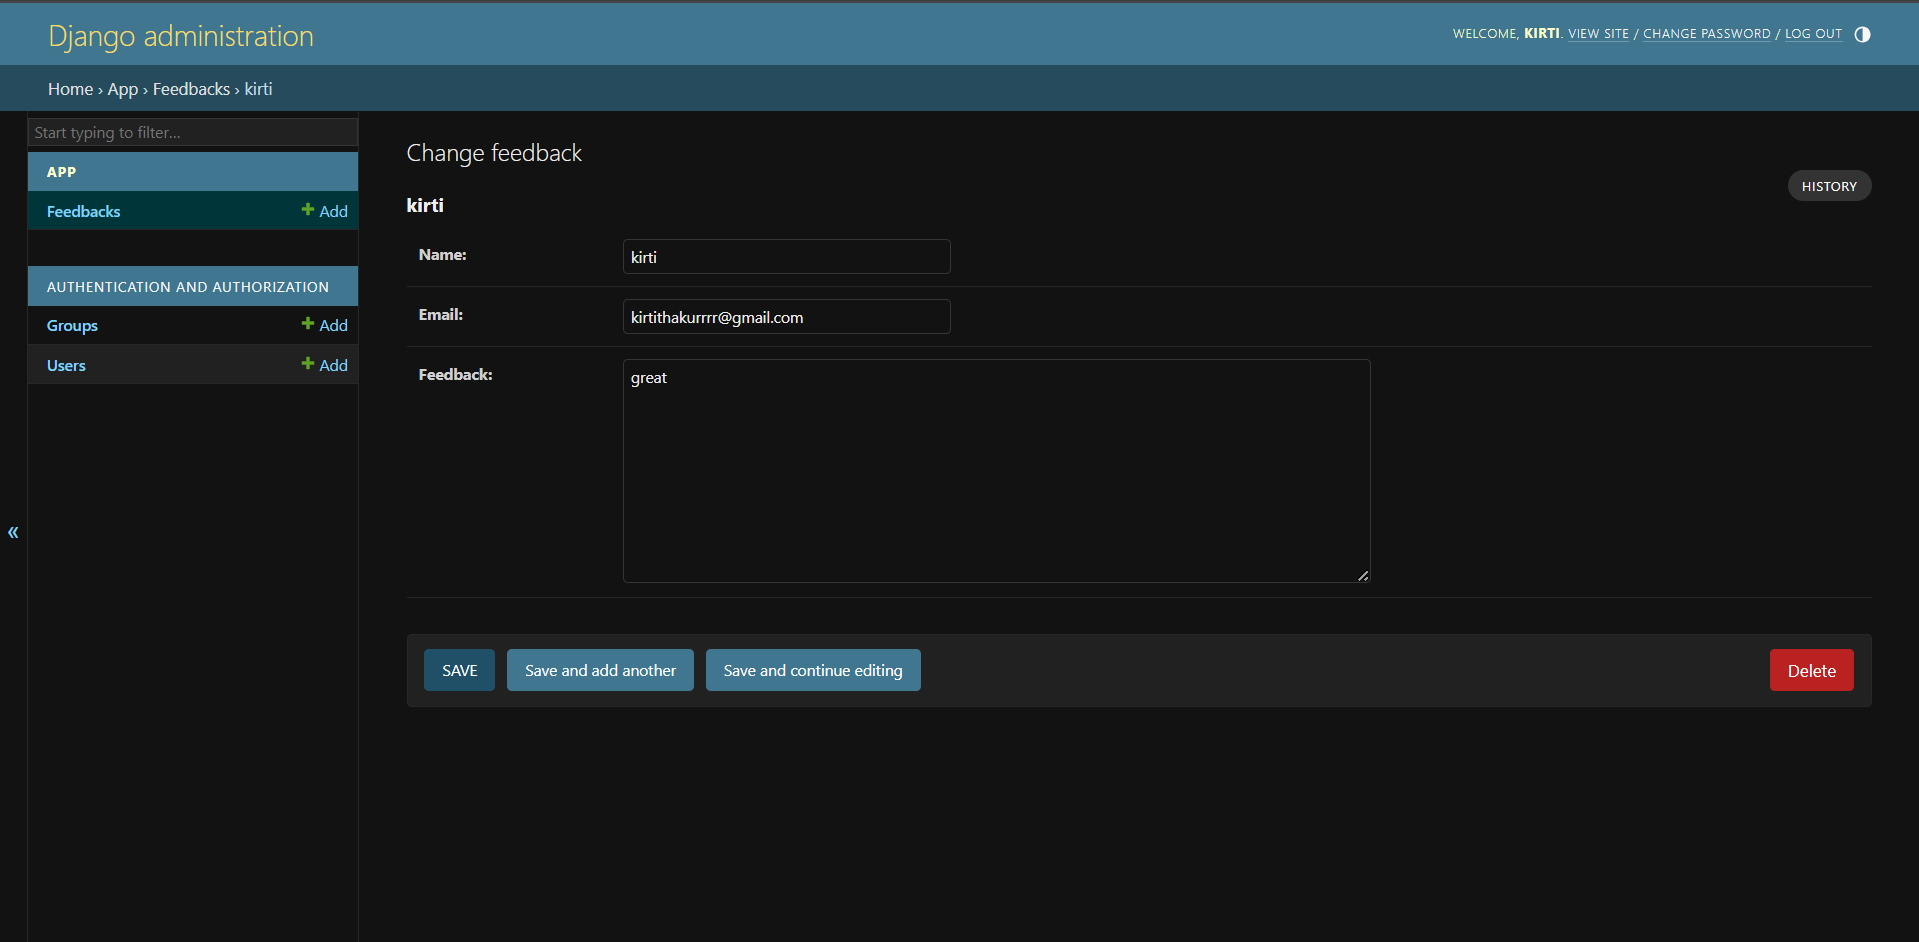 Django administration
WELCOME, KIRTI. VIEW SITE / CHANGE PASSWORD / LOG OUT
Home › App › Feedbacks › kirti
Start typing to filter...
APP
Feedbacks + Add
AUTHENTICATION AND AUTHORIZATION
Groups + Add
Users + Add
«
Change feedback
HISTORY
kirti
Name: kirti
Email: kirtithakurrrr@gmail.com
Feedback: great
SAVE Save and add another Save and continue editing Delete